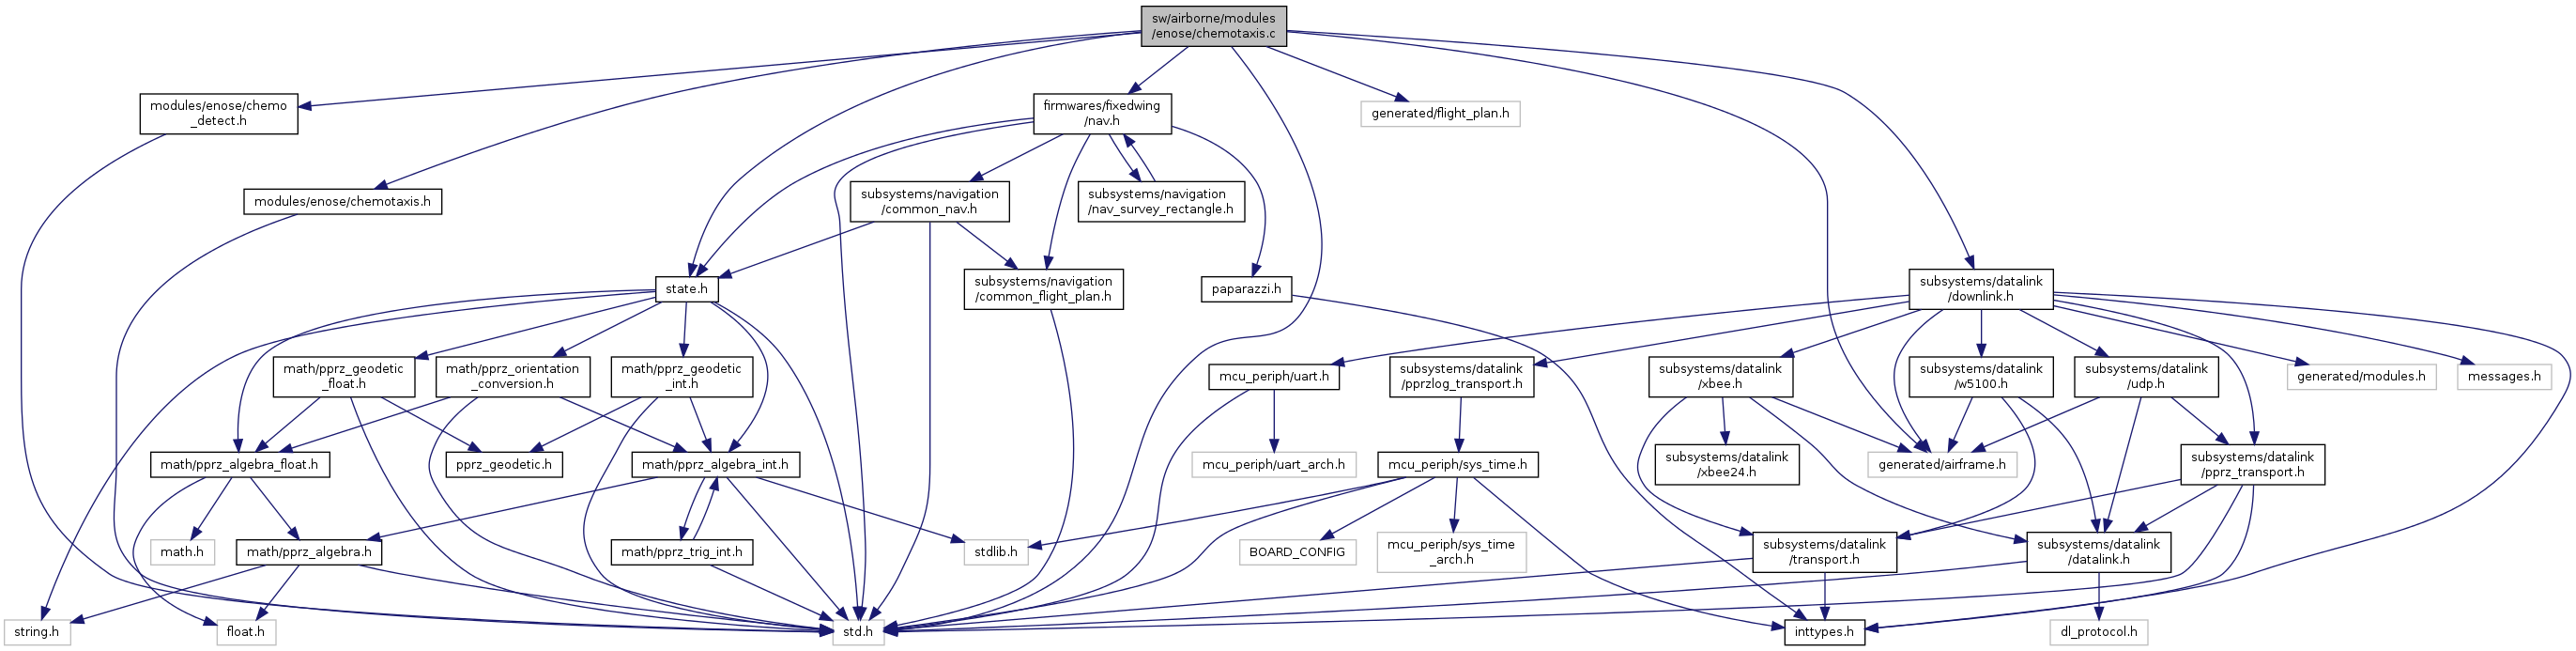 sw/airborne/modules
/enose/chemotaxis.c
modules/enose/chemo
_detect.h
firmwares/fixedwing
/nav.h
generated/flight_plan.h
modules/enose/chemotaxis.h
subsystems/navigation
/common_nav.h
subsystems/navigation
/nav_survey_rectangle.h
state.h
subsystems/navigation
/common_flight_plan.h
paparazzi.h
subsystems/datalink
/downlink.h
math/pprz_geodetic
_float.h
math/pprz_orientation
_conversion.h
math/pprz_geodetic
_int.h
mcu_periph/uart.h
subsystems/datalink
/pprzlog_transport.h
subsystems/datalink
/xbee.h
subsystems/datalink
/w5100.h
subsystems/datalink
/udp.h
generated/modules.h
messages.h
math/pprz_algebra_float.h
pprz_geodetic.h
math/pprz_algebra_int.h
mcu_periph/uart_arch.h
mcu_periph/sys_time.h
subsystems/datalink
/xbee24.h
generated/airframe.h
subsystems/datalink
/pprz_transport.h
math.h
math/pprz_algebra.h
math/pprz_trig_int.h
stdlib.h
BOARD_CONFIG
mcu_periph/sys_time
_arch.h
subsystems/datalink
/transport.h
subsystems/datalink
/datalink.h
string.h
float.h
std.h
inttypes.h
dl_protocol.h